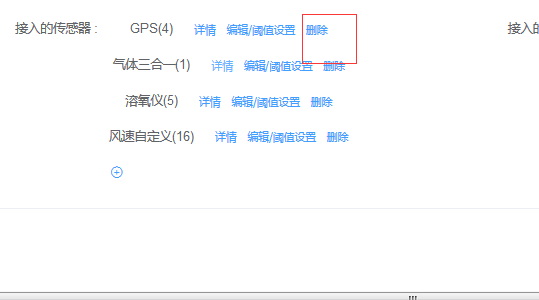 接入的传感器 : GPS(4) 详情 编辑/阈值设置 删除 接入的
气体三合一(1) 详情 编辑/阈值设置 删除
溶氧仪(5) 详情 编辑/阈值设置 删除
风速自定义(16) 详情 编辑/阈值设置 删除